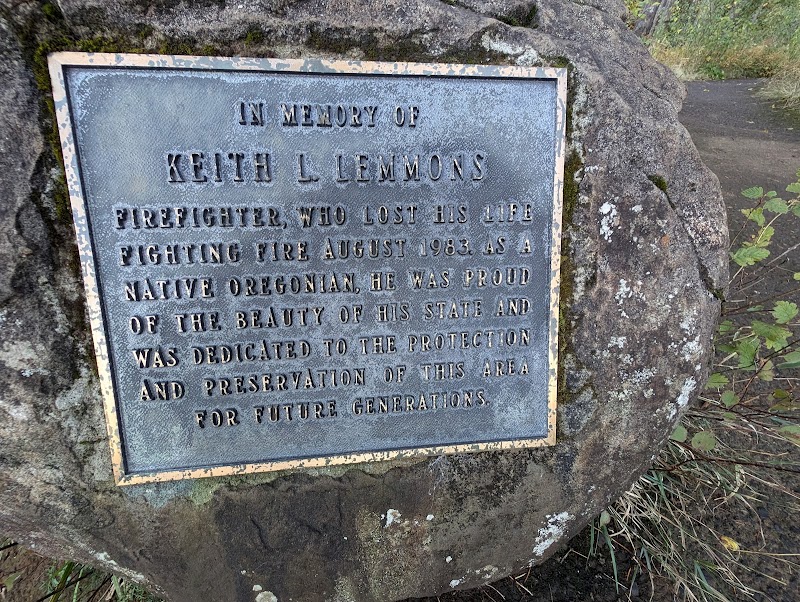 IN MEMORY OF
KEITH L. LEMMONS
FIREFIGHTER, WHO LOST HIS LIFE
FIGHTING FIRE AUGUST 1983. AS A
NATIVE OREGONIAN, HE WAS PROUD
OF THE BEAUTY OF HIS STATE AND
WAS DEDICATED TO THE PROTECTION
AND PRESERVATION OF THIS AREA
FOR FUTURE GENERATIONS.